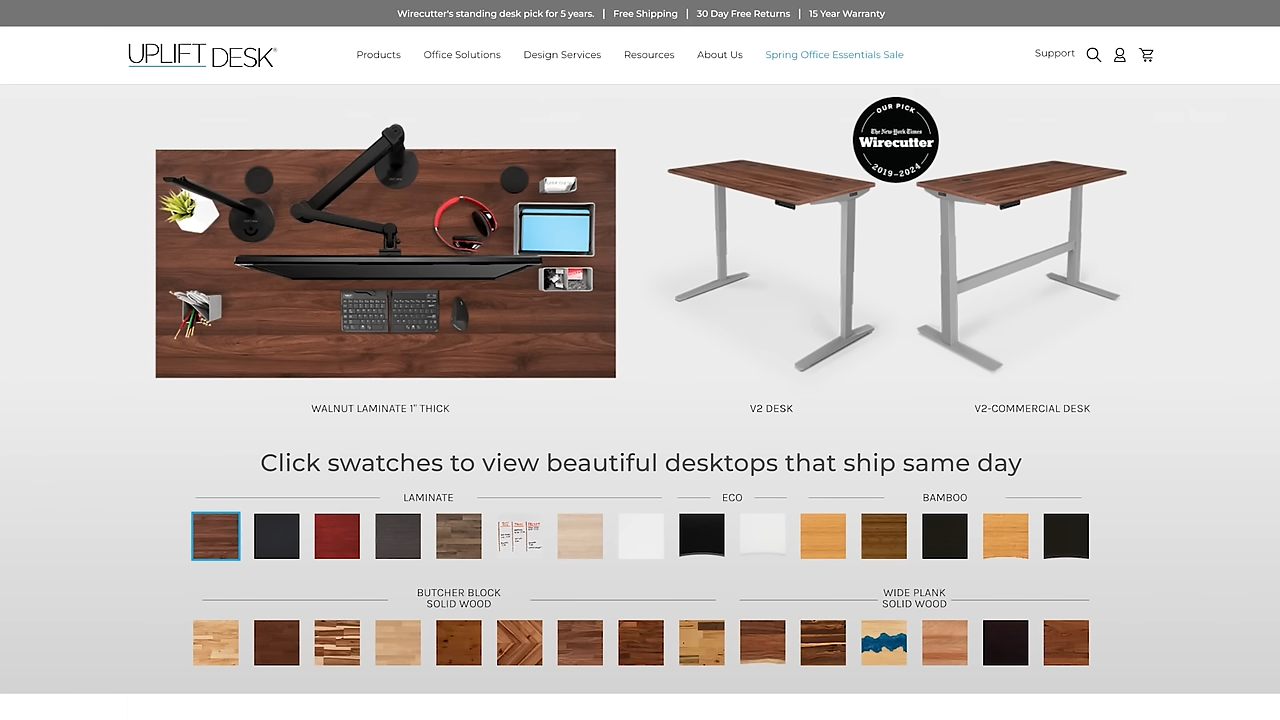 Wirecutter's standing desk pick for 5 years. | Free Shipping | 30 Day Free Returns | 15 Year Warranty
UPLIFT DESK®
Products Office Solutions Design Services Resources About Us Spring Office Essentials Sale Support
OUR PICK
The New York Times
Wirecutter
2019-2024
WALNUT LAMINATE 1" THICK V2 DESK V2-COMMERCIAL DESK
Click swatches to view beautiful desktops that ship same day
LAMINATE ECO BAMBOO
BUTCHER BLOCK
SOLID WOOD
WIDE PLANK
SOLID WOOD